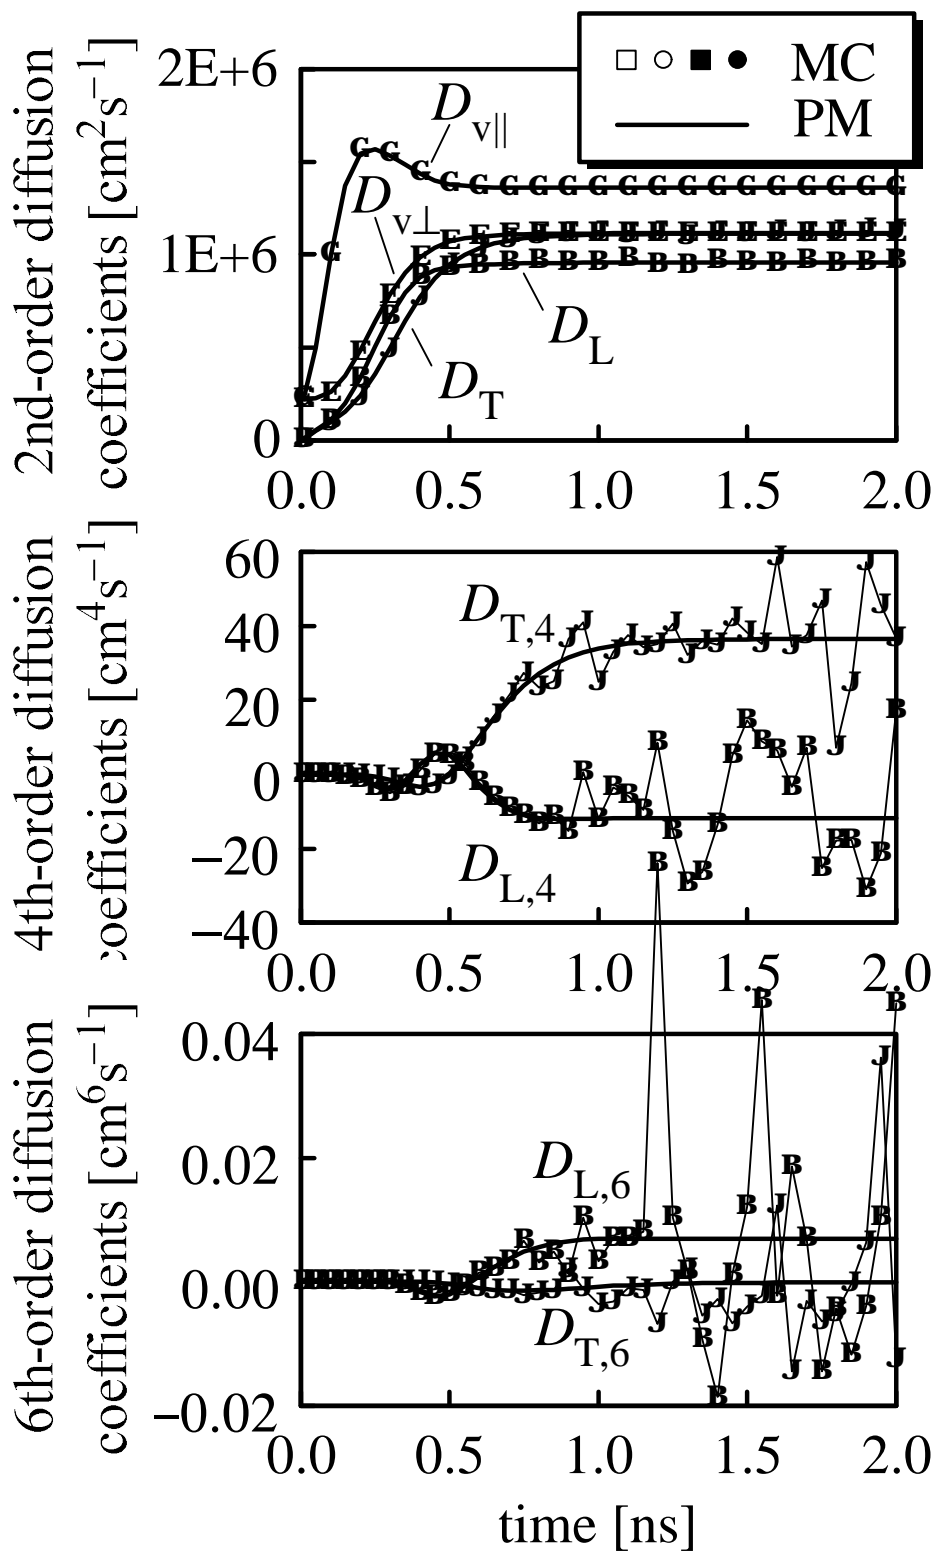 □ ○ ■ ● MC
PM
2nd-order diffusion
coefficients [cm2s−1]
2E+6
1E+6
0
Dv||
Dv⊥
DL
DT
0.0 0.5 1.0 1.5 2.0
4th-order diffusion
coefficients [cm4s−1]
60
40
20
0
−20
−40
DT,4
DL,4
0.0 0.5 1.0 1.5 2.0
6th-order diffusion
coefficients [cm6s−1]
0.04
0.02
0.00
−0.02
DL,6
DT,6
0.0 0.5 1.0 1.5 2.0
time [ns]